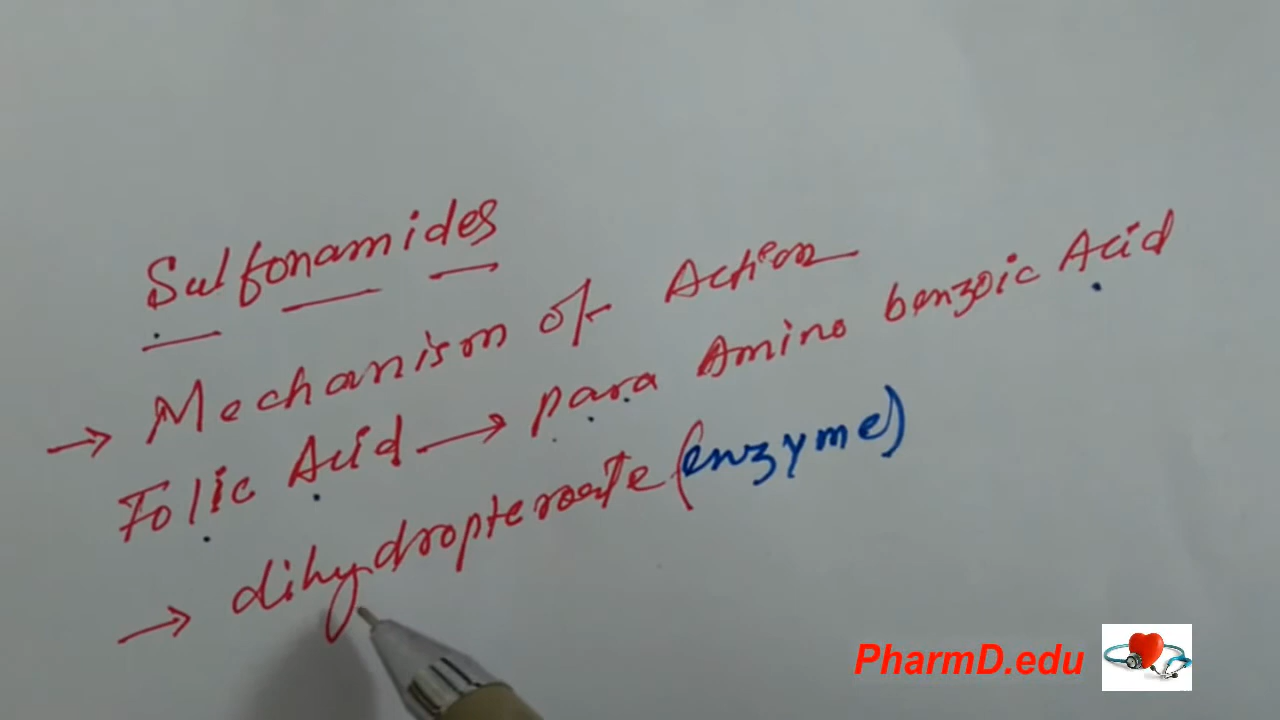 Sulfonamides
→ Mechanism of Action
Folic Acid → para Amino benzoic Acid
→ dihydropteroate (enzyme)
PharmD.edu